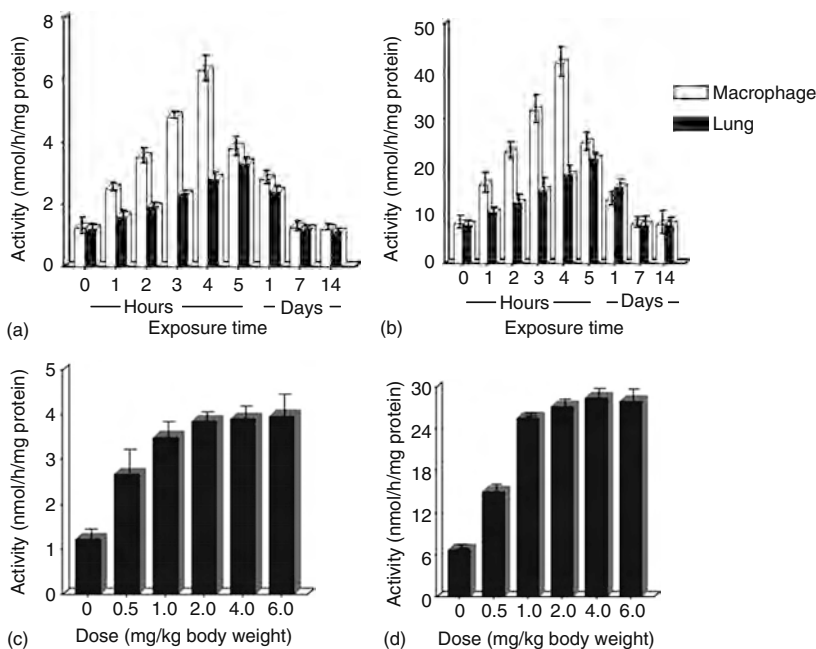 8
6
4
2
0
Activity (nmol/h/mg protein)
0 1 2 3 4 5 1 7 14
Hours Days
Exposure time
(a)
50
40
30
20
10
0
Activity (nmol/h/mg protein)
0 1 2 3 4 5 1 7 14
Hours Days
Exposure time
(b)
Macrophage
Lung
5
4
3
2
1
0
Activity (nmol/h/mg protein)
0 0.5 1.0 2.0 4.0 6.0
Dose (mg/kg body weight)
(c)
30
24
18
12
6
0
Activity (nmol/h/mg protein)
0 0.5 1.0 2.0 4.0 6.0
Dose (mg/kg body weight)
(d)